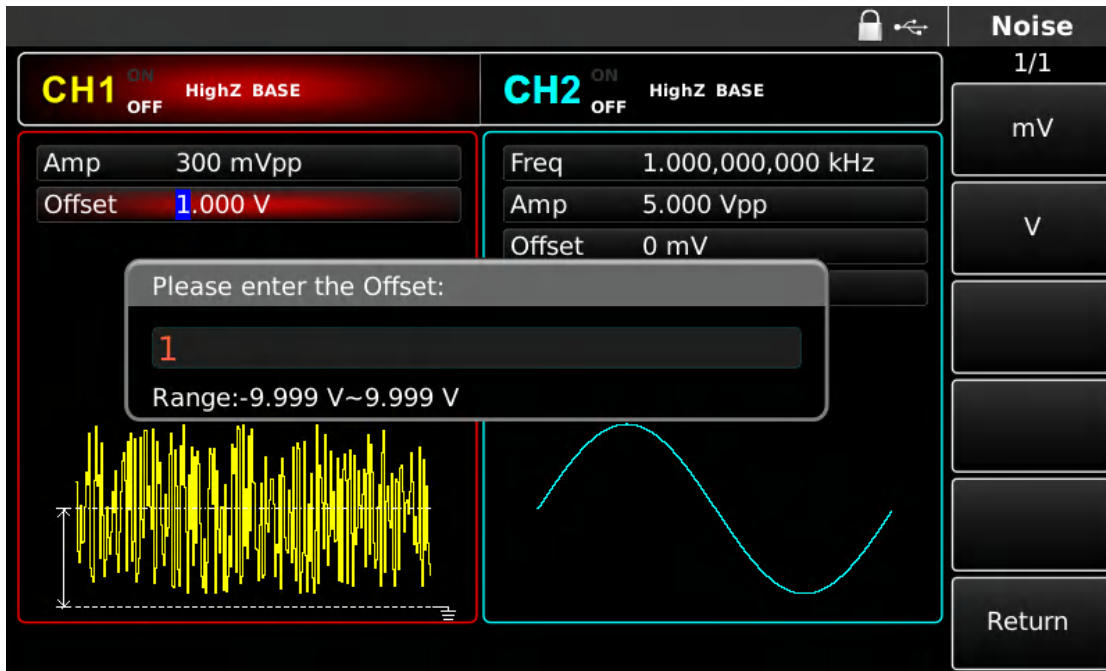 Noise
1/1
CH1 ON OFF HighZ BASE
CH2 ON OFF HighZ BASE
mV
V
Amp 300 mVpp
Offset 1.000 V
Freq 1.000,000,000 kHz
Amp 5.000 Vpp
Offset 0 mV
Please enter the Offset:
1
Range:-9.999 V~9.999 V
Return